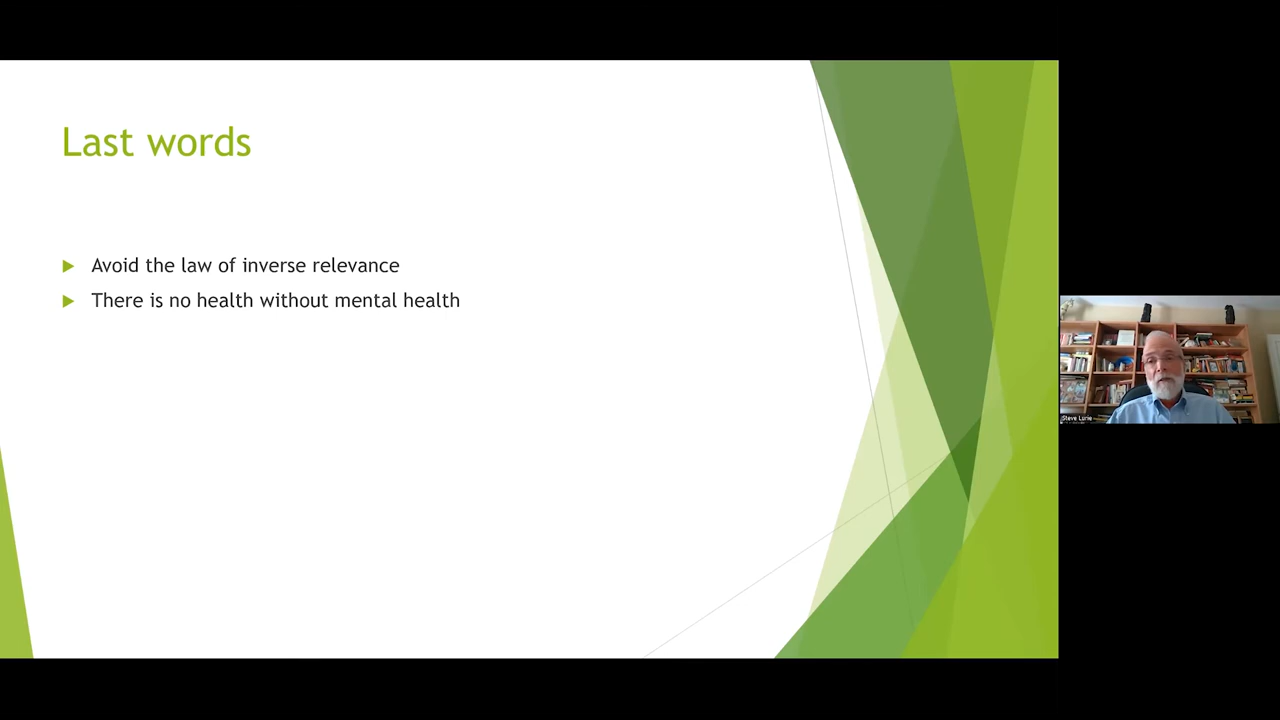 Last words
Avoid the law of inverse relevance
There is no health without mental health
Steve Lurie